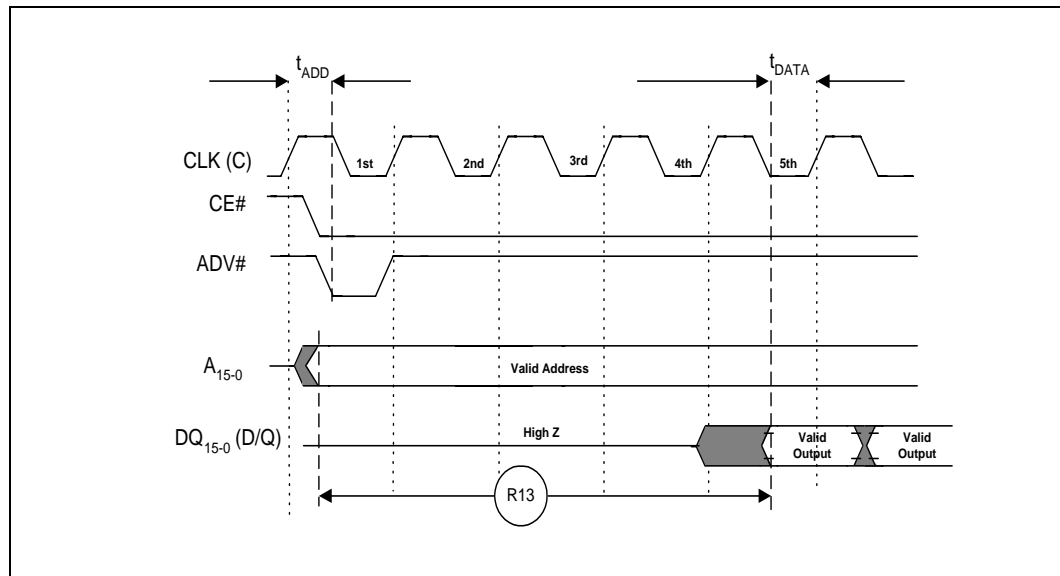 tADD
tDATA
CLK (C)
1st
2nd
3rd
4th
5th
CE#
ADV#
A15-0
Valid Address
DQ15-0 (D/Q)
High Z
Valid
Output
Valid
Output
R13